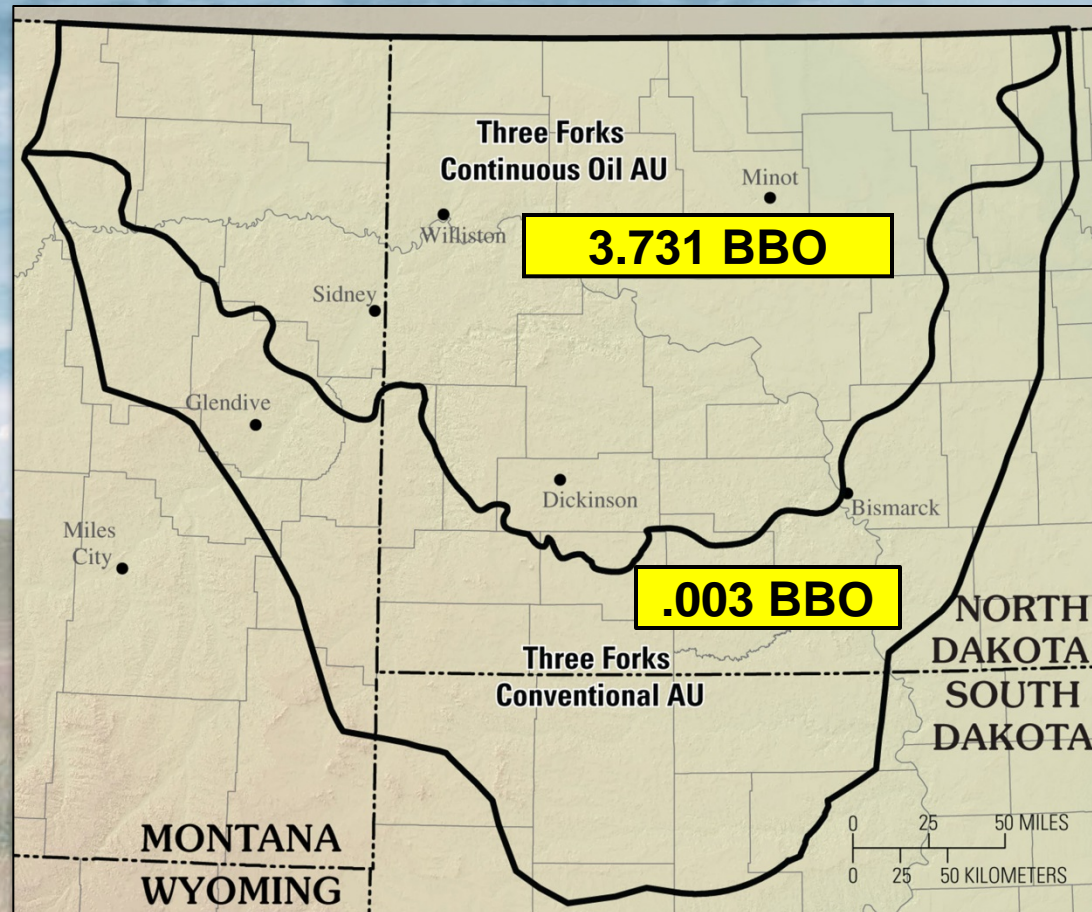 Three Forks
Continuous Oil AU
Minot
Williston
3.731 BBO
Sidney
Glendive
Dickinson
Bismarck
Miles
City
.003 BBO
NORTH
DAKOTA
Three Forks
Conventional AU
SOUTH
DAKOTA
0 25 50 MILES
0 25 50 KILOMETERS
MONTANA
WYOMING